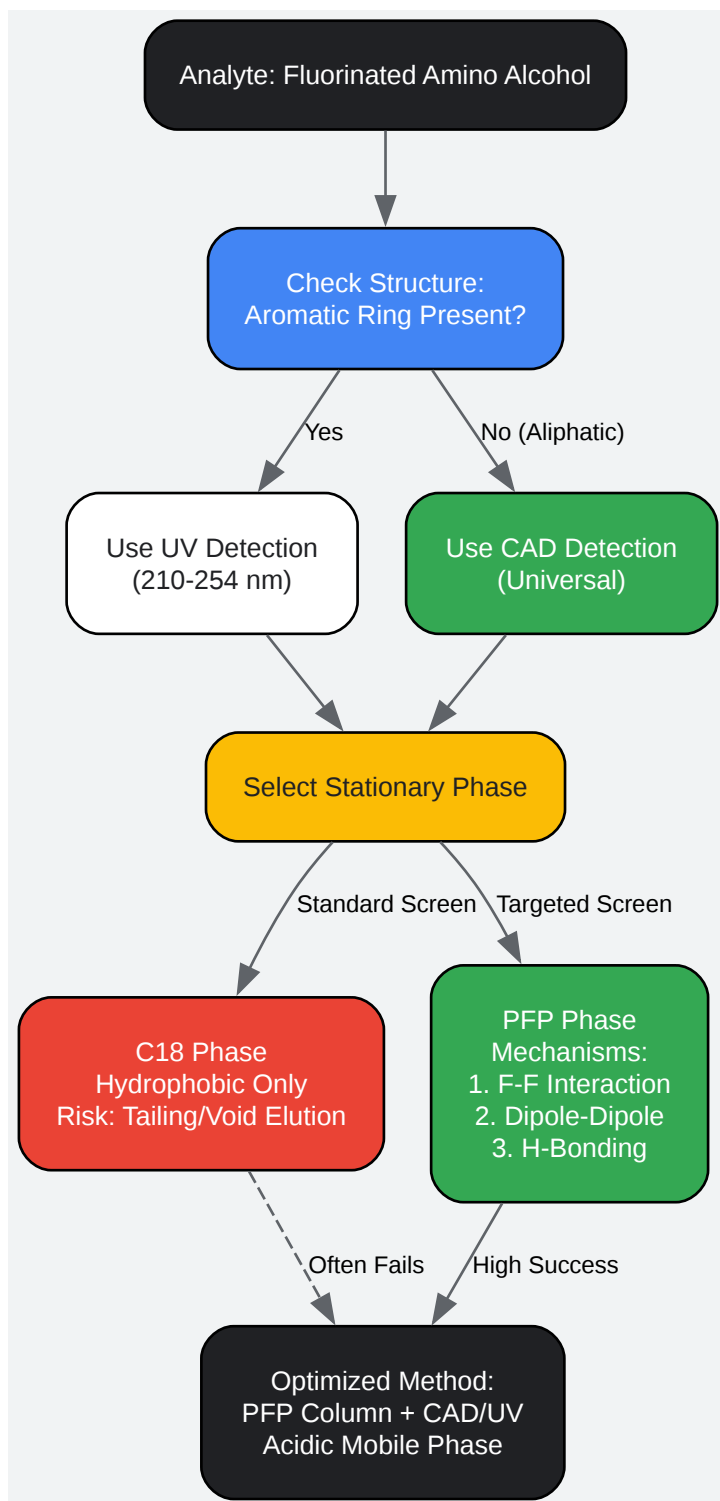 Analyte: Fluorinated Amino Alcohol
Check Structure:
Aromatic Ring Present?
Yes
No (Aliphatic)
Use UV Detection
(210-254 nm)
Use CAD Detection
(Universal)
Select Stationary Phase
Standard Screen
Targeted Screen
C18 Phase
Hydrophobic Only
Risk: Tailing/Void Elution
PFP Phase
Mechanisms:
1. F-F Interaction
2. Dipole-Dipole
3. H-Bonding
Often Fails
High Success
Optimized Method:
PFP Column + CAD/UV
Acidic Mobile Phase